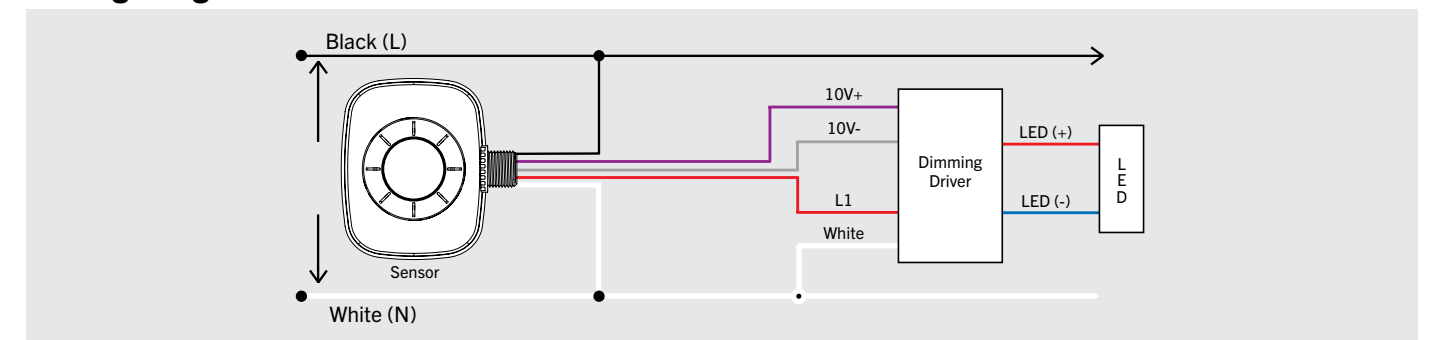 Black (L)
10V+
10V-
LED (+)
Dimming
Driver
L
E
D
L1
LED (-)
White
Sensor
White (N)